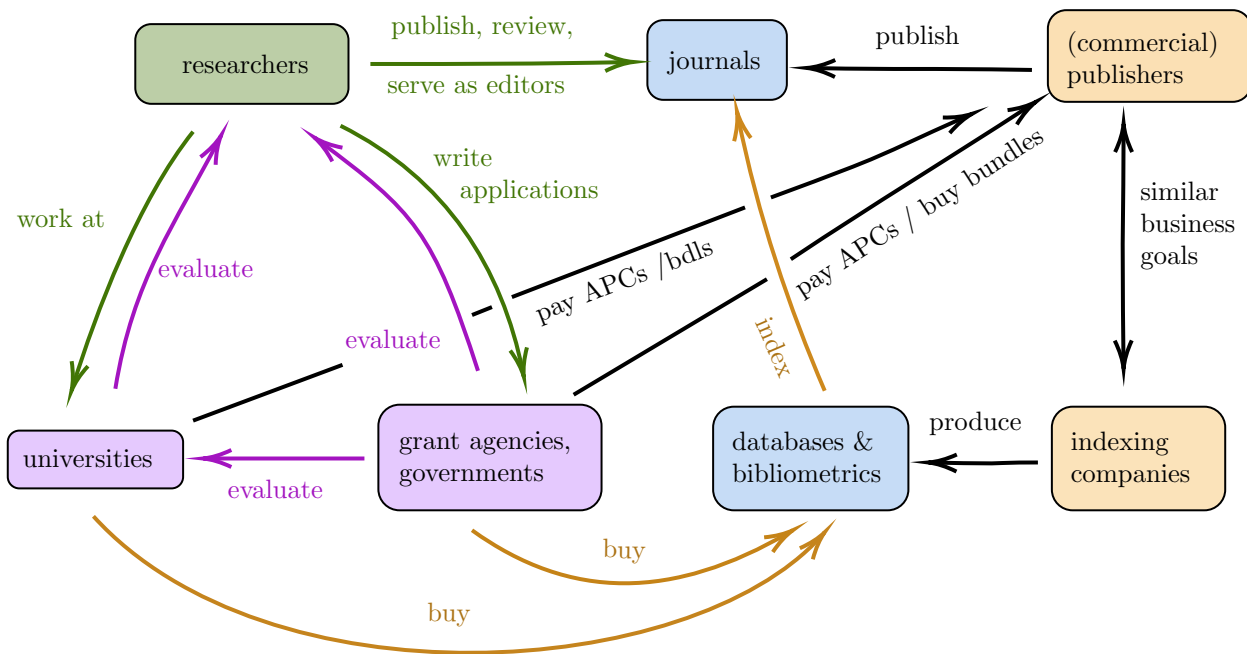 publish, review,
serve as editors
researchers
journals
publish
(commercial)
publishers
write
applications
work at
evaluate
similar
business
goals
pay APCs /bdls
pay APCs / buy bundles
evaluate
index
universities
grant agencies,
governments
evaluate
databases &
bibliometrics
produce
indexing
companies
buy
buy